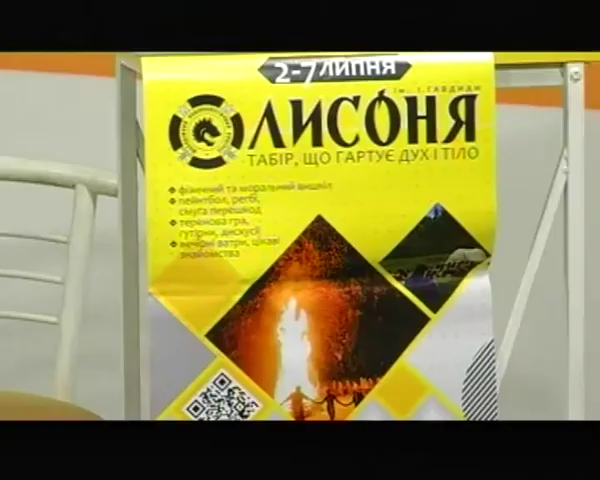 2-7 ЛИПНЯ
ім. І. ГАВДИДИ
ЛИСОНЯ
ТАБІР, ЩО ГАРТУЄ ДУХ І ТІЛО
фізичний та моральний вишкіл
пейнтбол, регбі,
смуга перешкод
теренова гра,
гутірки, дискусії
вечірні ватри, цікаві
знайомства